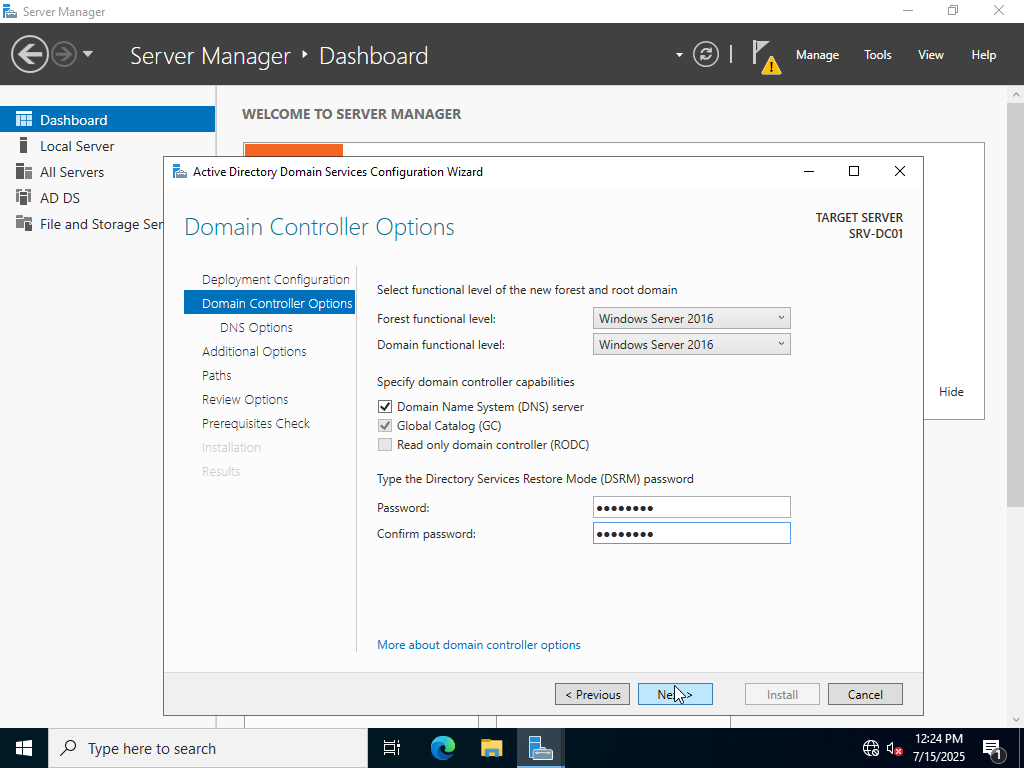 Server Manager
Server Manager • Dashboard
Manage
Tools
View
Help
Dashboard
Local Server
All Servers
AD DS
File and Storage Ser
WELCOME TO SERVER MANAGER
Hide
Active Directory Domain Services Configuration Wizard
Domain Controller Options
TARGET SERVER
SRV-DC01
Deployment Configuration
Domain Controller Options
DNS Options
Additional Options
Paths
Review Options
Prerequisites Check
Installation
Results
Select functional level of the new forest and root domain
Forest functional level:
Windows Server 2016
Domain functional level:
Windows Server 2016
Specify domain controller capabilities
Domain Name System (DNS) server
Global Catalog (GC)
Read only domain controller (RODC)
Type the Directory Services Restore Mode (DSRM) password
Password:
••••••••
Confirm password:
••••••••
More about domain controller options
< Previous
Next >
Install
Cancel
Type here to search
12:24 PM
7/15/2025
1